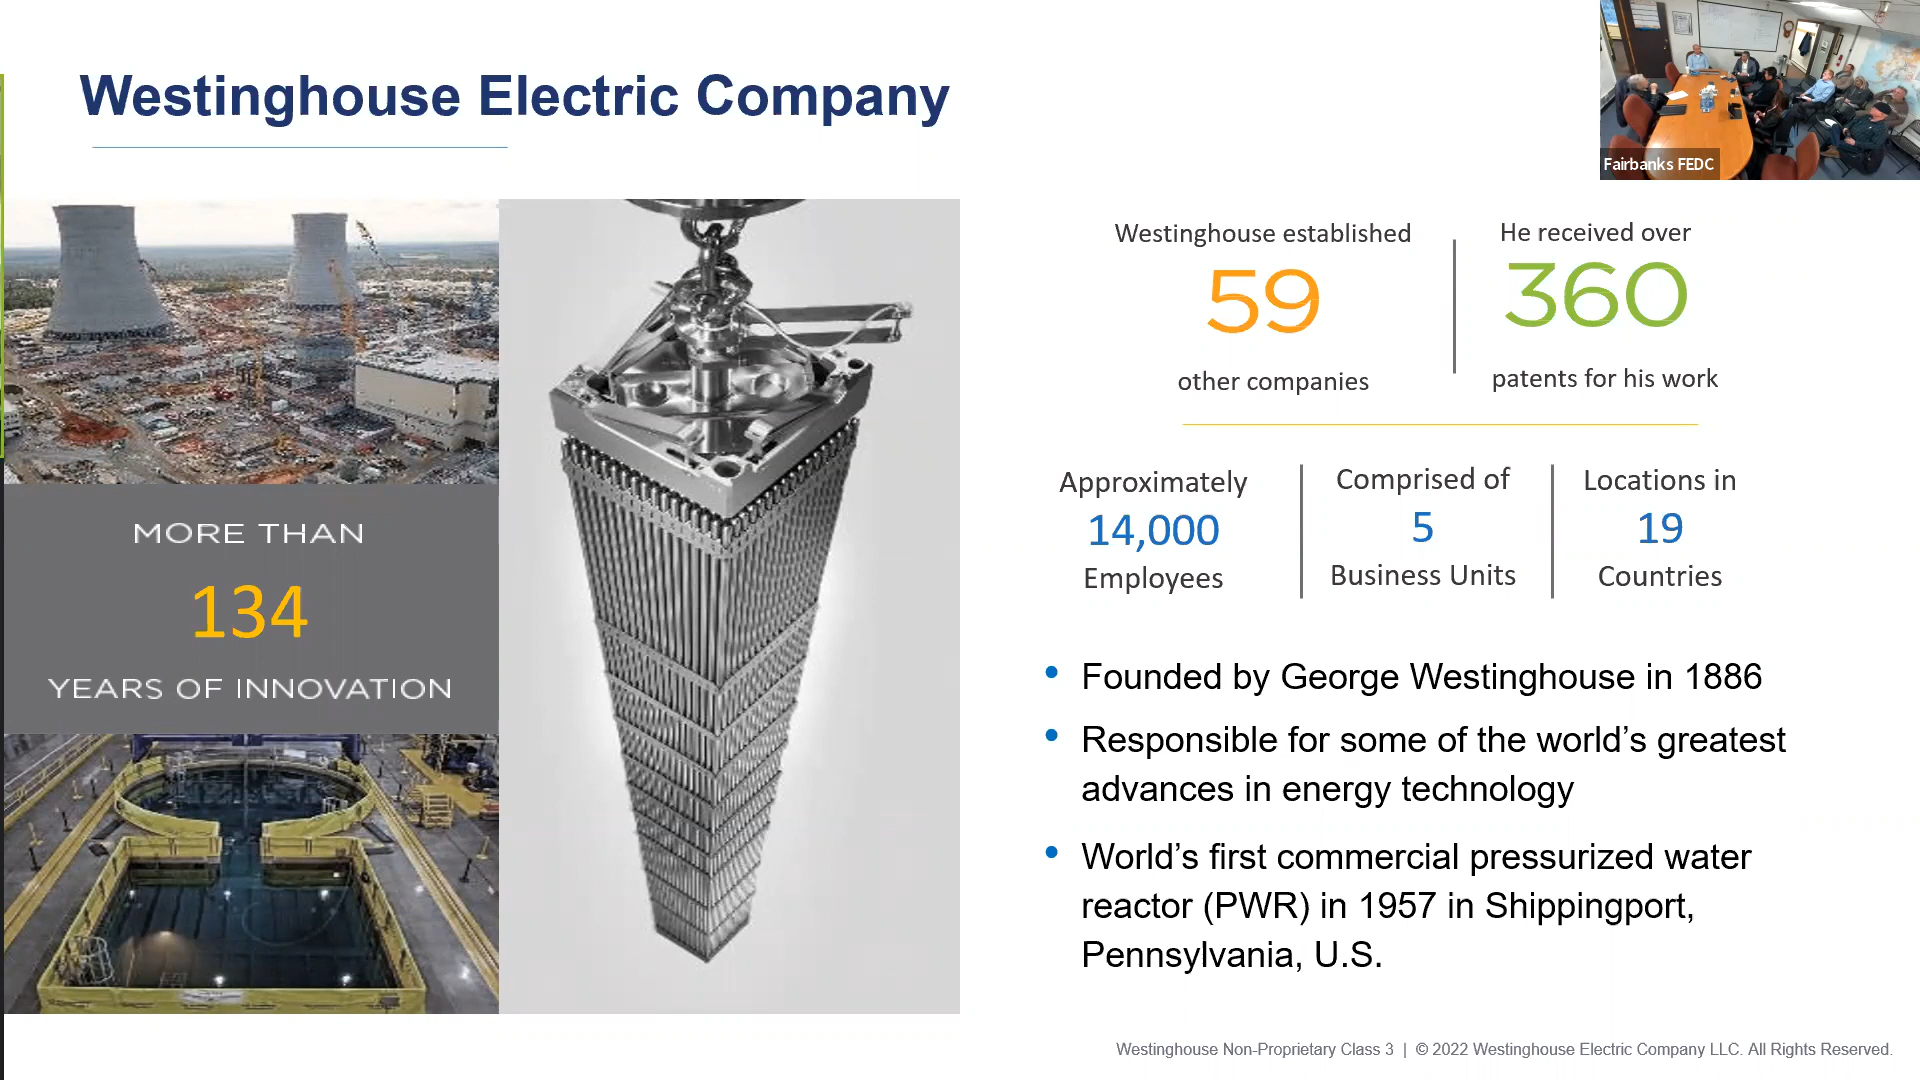 Westinghouse Electric Company
Fairbanks FEDC
MORE THAN
134
YEARS OF INNOVATION
Westinghouse established
59
other companies
He received over
360
patents for his work
Approximately
14,000
Employees
Comprised of
5
Business Units
Locations in
19
Countries
• Founded by George Westinghouse in 1886
• Responsible for some of the world’s greatest
advances in energy technology
• World’s first commercial pressurized water
reactor (PWR) in 1957 in Shippingport,
Pennsylvania, U.S.
Westinghouse Non-Proprietary Class 3 | © 2022 Westinghouse Electric Company LLC. All Rights Reserved.